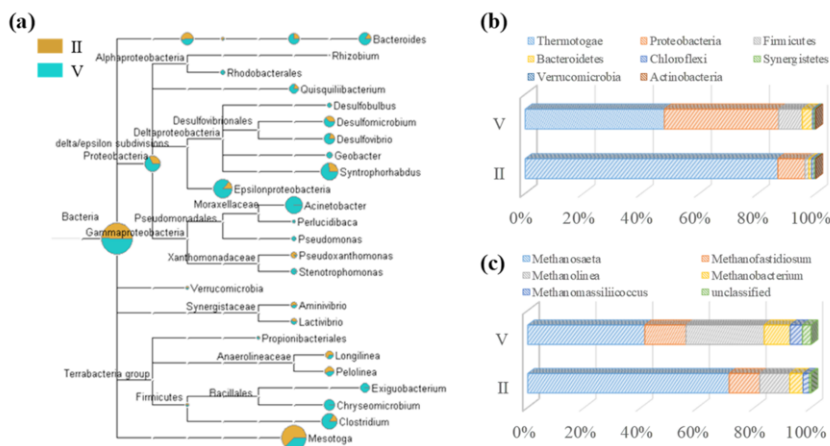 (a)
II
V
Bacteroides
Alphaproteobacteria
Rhizobium
Rhodobacterales
Quisquilibacterium
Desulfobulbus
Desulfovibrionales
Desulfomicrobium
Deltaproteobacteria
Desulfovibrio
delta/epsilon subdivisions
Geobacter
Proteobacteria
Syntrophorhabdus
Epsilonproteobacteria
Moraxellaceae
Acinetobacter
Bacteria
Pseudomonadales
Perlucidibaca
Gammaproteobacteria
Pseudomonas
Xanthomonadaceae
Pseudoxanthomonas
Stenotrophomonas
Verrucomicrobia
Synergistaceae
Aminivibrio
Lactivibrio
Propionibacteriales
Anaerolineaceae
Longilinea
Terrabacteria group
Pelolinea
Bacillales
Exiguobacterium
Firmicutes
Chryseomicrobium
Clostridium
Mesotoga
(b)
Thermotogae Proteobacteria Firmicutes
Bacteroidetes Chloroflexi Synergistetes
Verrucomicrobia Actinobacteria
V
II
0% 20% 40% 60% 80% 100%
(c)
Methanosaeta Methanofastidiosum
Methanolinea Methanobacterium
Methanomassiliicoccus unclassified
V
II
0% 20% 40% 60% 80% 100%